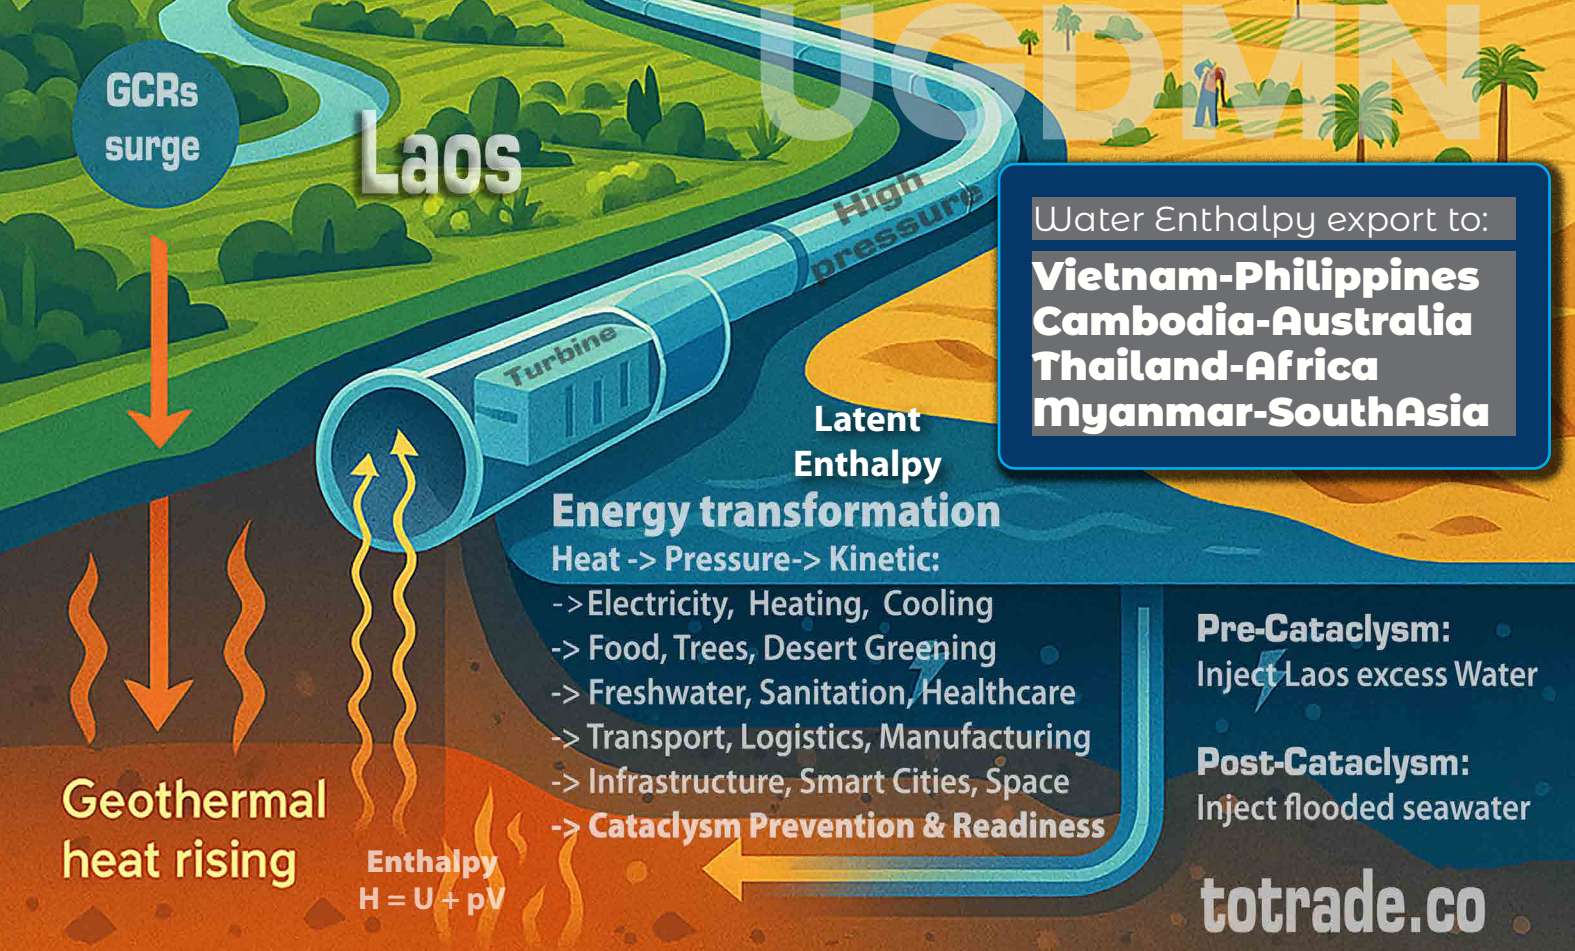 UGDMN
GCRs
surge
Laos
High
pressure
Turbine
Water Enthalpy export to:
Vietnam-Philippines
Cambodia-Australia
Thailand-Africa
Myanmar-SouthAsia
Latent
Enthalpy
Energy transformation
Heat -> Pressure-> Kinetic:
->Electricity, Heating, Cooling
-> Food, Trees, Desert Greening
-> Freshwater, Sanitation, Healthcare
-> Transport, Logistics, Manufacturing
-> Infrastructure, Smart Cities, Space
-> Cataclysm Prevention & Readiness
Pre-Cataclysm:
Inject Laos excess Water
Post-Cataclysm:
Inject flooded seawater
Geothermal
heat rising
Enthalpy
H = U + pV
totrade.co